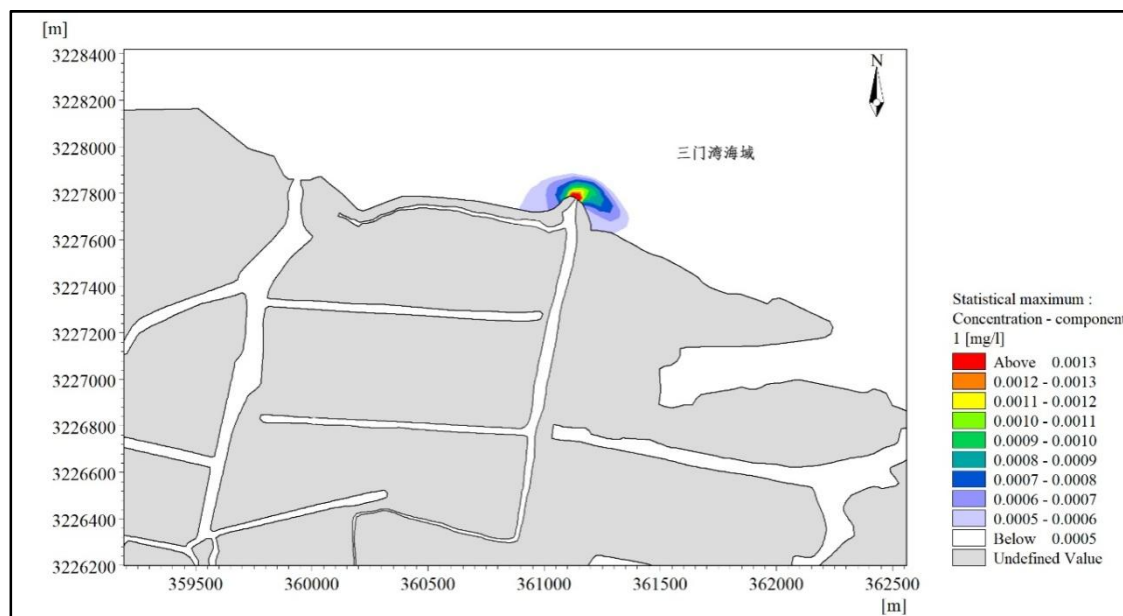 [m]
3228400
3228200
3228000
3227800
3227600
3227400
3227200
3227000
3226800
3226600
3226400
3226200
N
三门湾海域
359500 360000 360500 361000 361500 362000 362500
[m]
Statistical maximum :
Concentration - component
1 [mg/l]
Above 0.0013
0.0012 - 0.0013
0.0011 - 0.0012
0.0010 - 0.0011
0.0009 - 0.0010
0.0008 - 0.0009
0.0007 - 0.0008
0.0006 - 0.0007
0.0005 - 0.0006
Below 0.0005
Undefined Value